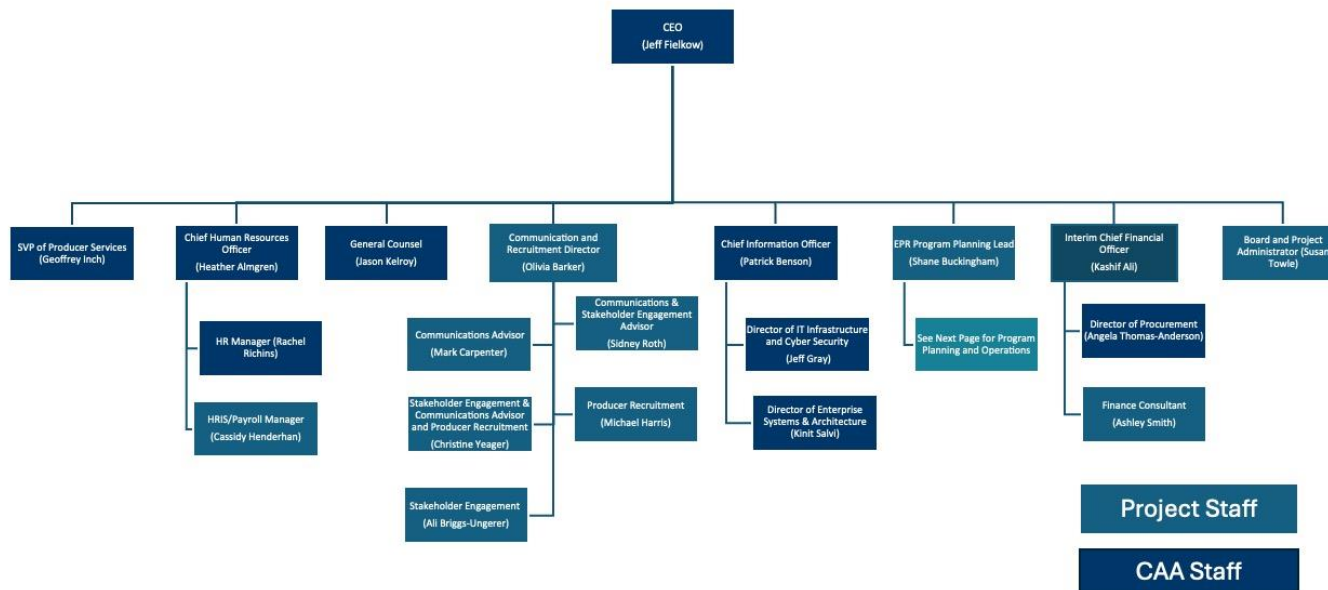 CEO
(Jeff Fielkow)
SVP of Producer Services
(Geoffrey Inch)
Chief Human Resources
Officer
(Heather Almgren)
General Counsel
(Jason Kelroy)
Communication and
Recruitment Director
(Olivia Barker)
Chief Information Officer
(Patrick Benson)
EPR Program Planning Lead
(Shane Buckingham)
Interim Chief Financial
Officer
(Kashif Ali)
Board and Project
Administrator (Susan
Towle)
HR Manager (Rachel
Richins)
HRIS/Payroll Manager
(Cassidy Henderhan)
Communications Advisor
(Mark Carpenter)
Communications &
Stakeholder Engagement
Advisor
(Sidney Roth)
Stakeholder Engagement &
Communications Advisor
and Producer Recruitment
(Christine Yeager)
Producer Recruitment
(Michael Harris)
Stakeholder Engagement
(Ali Briggs-Ungerer)
Director of IT Infrastructure
and Cyber Security
(Jeff Gray)
Director of Enterprise
Systems & Architecture
(Kinit Salvi)
See Next Page for Program
Planning and Operations
Director of Procurement
(Angela Thomas-Anderson)
Finance Consultant
(Ashley Smith)
Project Staff
CAA Staff